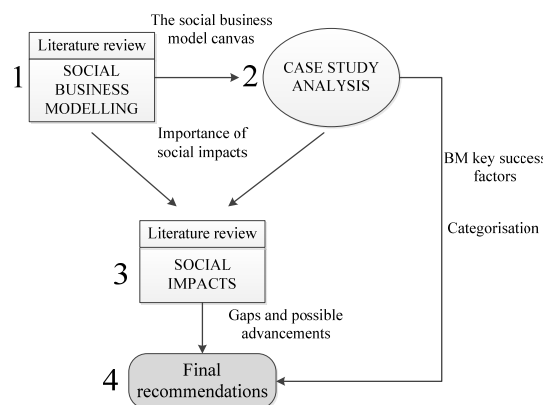 The social business
model canvas
Literature review
1
SOCIAL
BUSINESS
MODELLING
2
CASE STUDY
ANALYSIS
Importance of
social impacts
BM key success
factors
Categorisation
Literature review
3
SOCIAL
IMPACTS
Gaps and possible
advancements
4
Final
recommendations